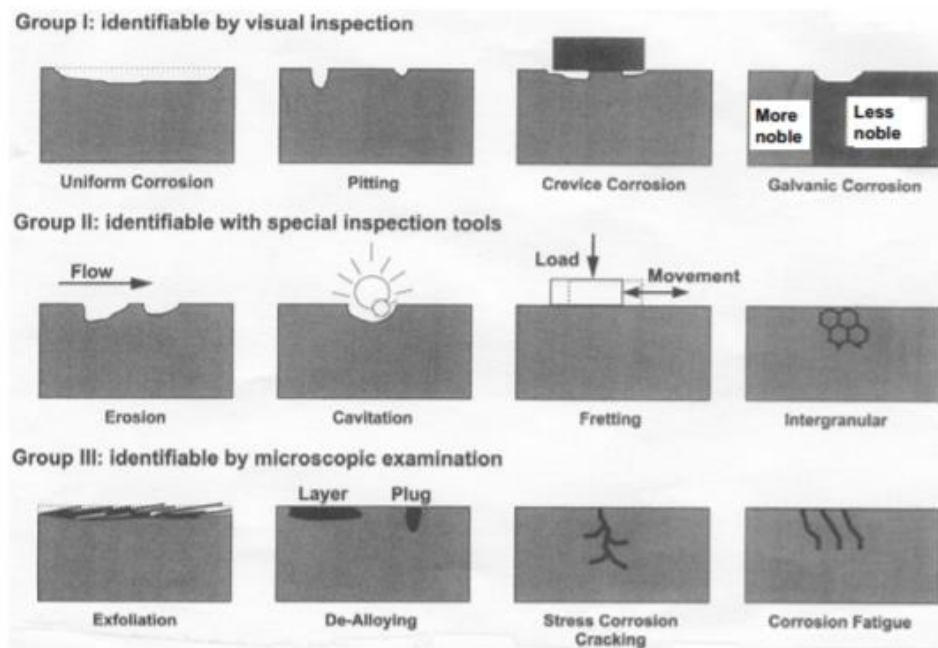 Group I: identifiable by visual inspection
More noble
Less noble
Uniform Corrosion
Pitting
Crevice Corrosion
Galvanic Corrosion
Group II: identifiable with special inspection tools
Flow
Load
Movement
Erosion
Cavitation
Fretting
Intergranular
Group III: identifiable by microscopic examination
Layer
Plug
Exfoliation
De-Alloying
Stress Corrosion
Cracking
Corrosion Fatigue